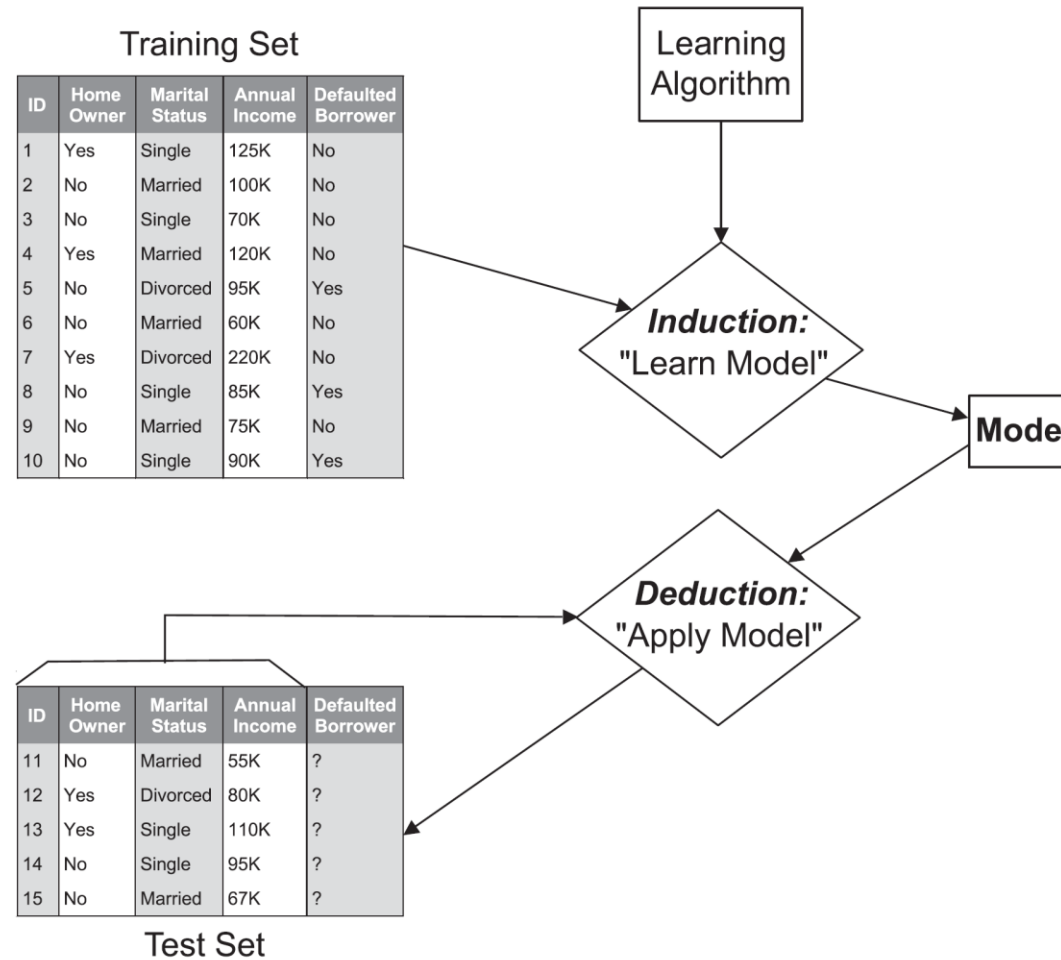 Training Set
ID Home Owner Marital Status Annual Income Defaulted Borrower
1 Yes Single 125K No
2 No Married 100K No
3 No Single 70K No
4 Yes Married 120K No
5 No Divorced 95K Yes
6 No Married 60K No
7 Yes Divorced 220K No
8 No Single 85K Yes
9 No Married 75K No
10 No Single 90K Yes
Learning
Algorithm
Induction:
"Learn Model"
Mode
Deduction:
"Apply Model"
ID Home Owner Marital Status Annual Income Defaulted Borrower
11 No Married 55K ?
12 Yes Divorced 80K ?
13 Yes Single 110K ?
14 No Single 95K ?
15 No Married 67K ?
Test Set